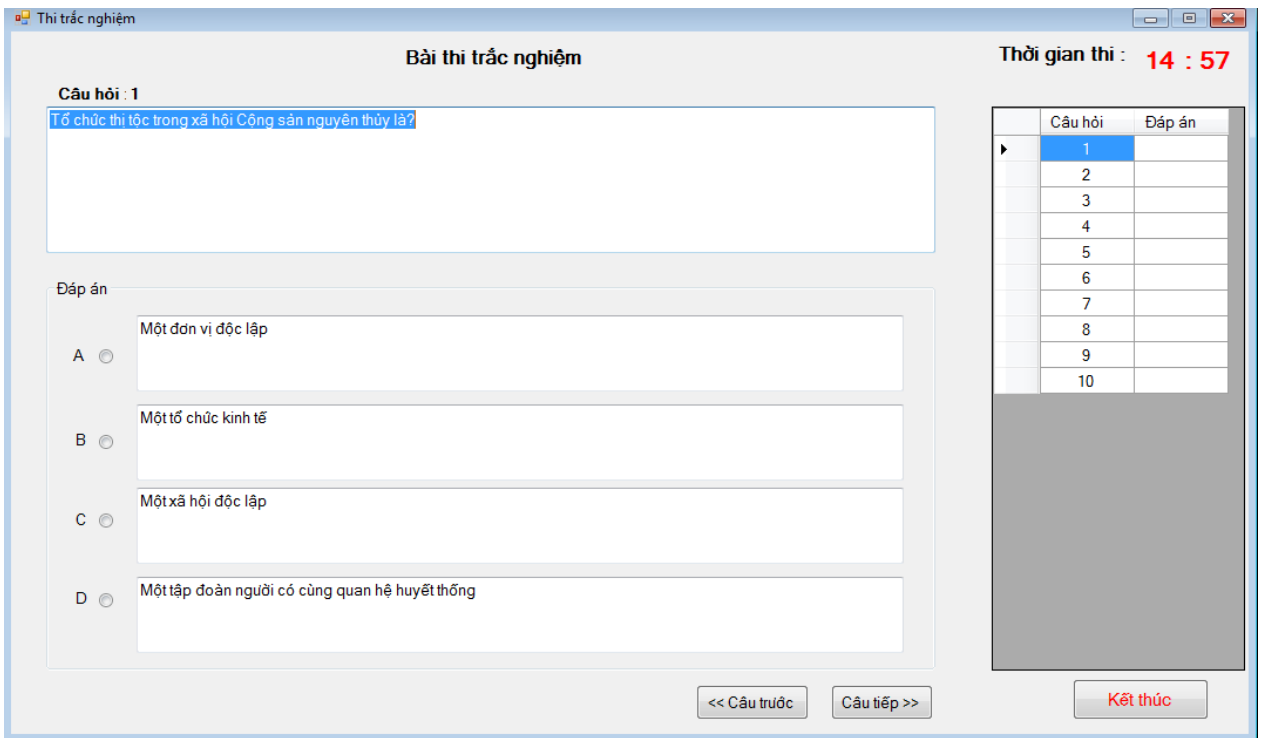 Thi trắc nghiệm
Bài thi trắc nghiệm
Thời gian thi : 14 : 57
Câu hỏi : 1
Tổ chức thị tộc trong xã hội Cộng sản nguyên thủy là?
Câu hỏi Đáp án
1
2
3
4
5
6
7
8
9
10
Đáp án
A Một đơn vị độc lập
B Một tổ chức kinh tế
C Một xã hội độc lập
D Một tập đoàn người có cùng quan hệ huyết thống
<< Câu trước Câu tiếp >> Kết thúc